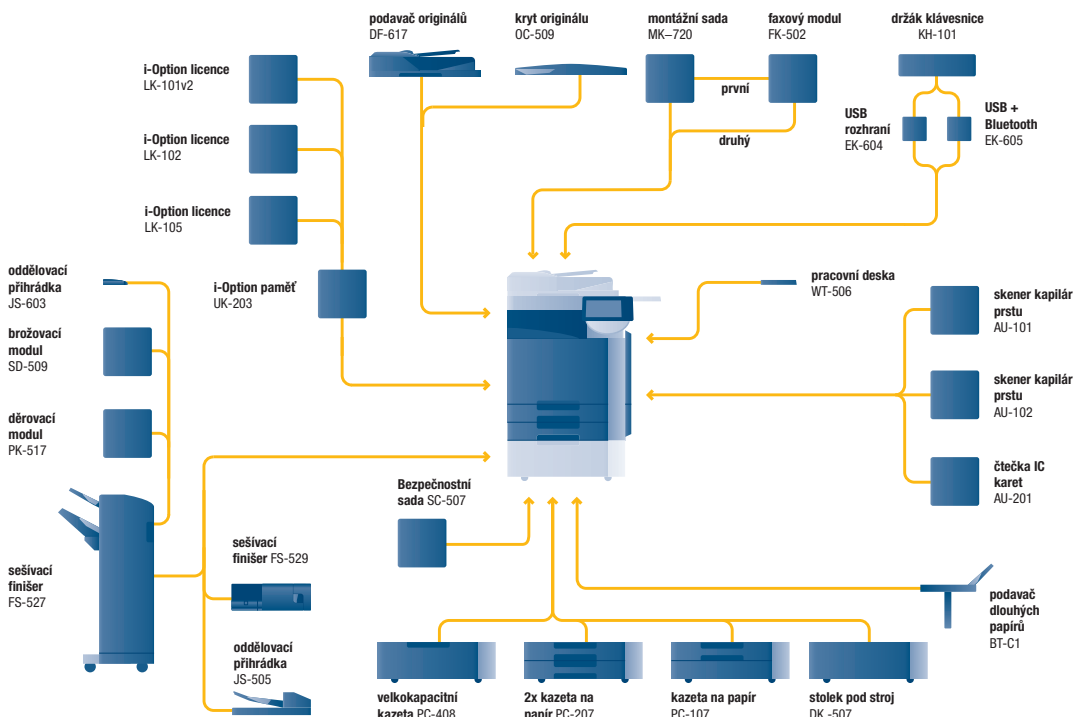 podavač originálů
DF-617
kryt originálu
OC-509
montážní sada
MK–720
faxový modul
FK-502
držák klávesnice
KH-101
první
druhý
USB
rozhraní
EK-604
USB +
Bluetooth
EK-605
i-Option licence
LK-101v2
i-Option licence
LK-102
i-Option licence
LK-105
i-Option paměť
UK-203
oddělovací
přihrádka
JS-603
brožovací
modul
SD-509
děrovací
modul
PK-517
sešívací
finišer
FS-527
sešívací
finišer FS-529
oddělovací
přihrádka
JS-505
Bezpečnostní
sada SC-507
pracovní deska
WT-506
skener kapilár
prstu
AU-101
skener kapilár
prstu
AU-102
čtečka IC
karet
AU-201
podavač
dlouhých
papírů
BT-C1
velkokapacitní
kazeta PC-408
2x kazeta na
papír PC-207
kazeta na papír
PC-107
stolek pod stroj
DK -507